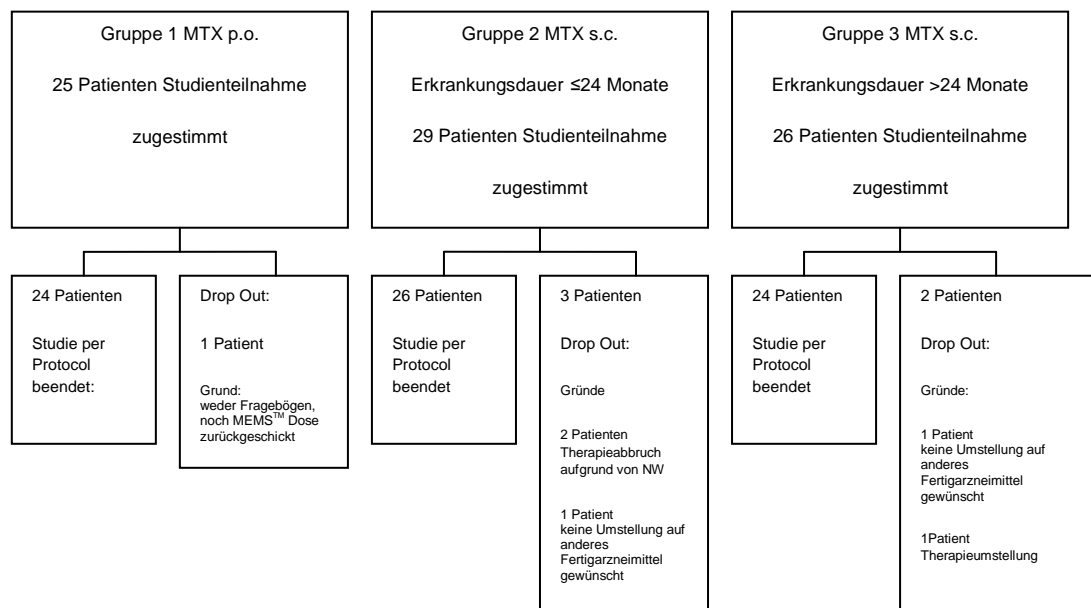 Gruppe 1 MTX p.o.
25 Patienten Studienteilnahme
zugestimmt
Gruppe 2 MTX s.c.
Erkrankungsdauer ≤24 Monate
29 Patienten Studienteilnahme
zugestimmt
Gruppe 3 MTX s.c.
Erkrankungsdauer >24 Monate
26 Patienten Studienteilnahme
zugestimmt
24 Patienten
Studie per
Protocol
beendet:
Drop Out:
1 Patient
Grund:
weder Fragebögen,
noch MEMS™ Dose
zurückgeschickt
26 Patienten
Studie per
Protocol
beendet
3 Patienten
Drop Out:
Gründe
2 Patienten
Therapieabbruch
aufgrund von NW
1 Patient
keine Umstellung auf
anderes
Fertigarzneimittel
gewünscht
24 Patienten
Studie per
Protocol
beendet
2 Patienten
Drop Out:
Gründe:
1 Patient
keine Umstellung auf
anderes
Fertigarzneimittel
gewünscht
1Patient
Therapieumstellung